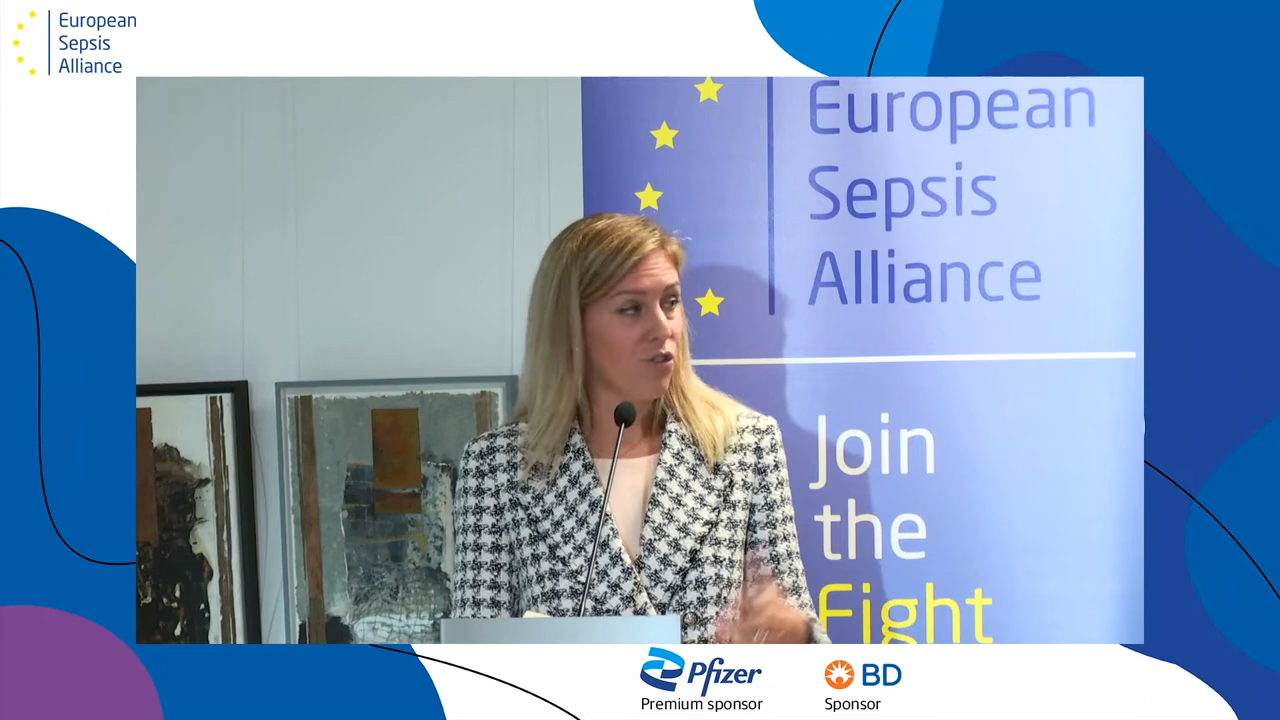 European
Sepsis
Alliance
European
Sepsis
Alliance
Join
the
Fight
Pfizer
Premium sponsor
BD
Sponsor